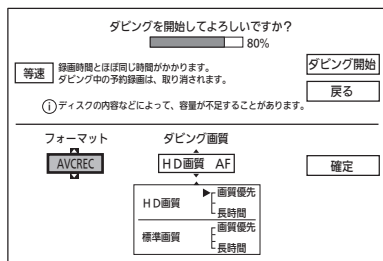 ダビングを開始してよろしいですか?
80%
等速
録画時間とほぼ同じ時間がかかります。
ダビング中の予約録画は、取り消されます。
ダビング開始
戻る
ⓘディスクの内容などによって、容量が不足することがあります。
フォーマット
ダビング画質
AVCREC
HD画質 AF
確定
HD画質
画質優先
長時間
標準画質
画質優先
長時間